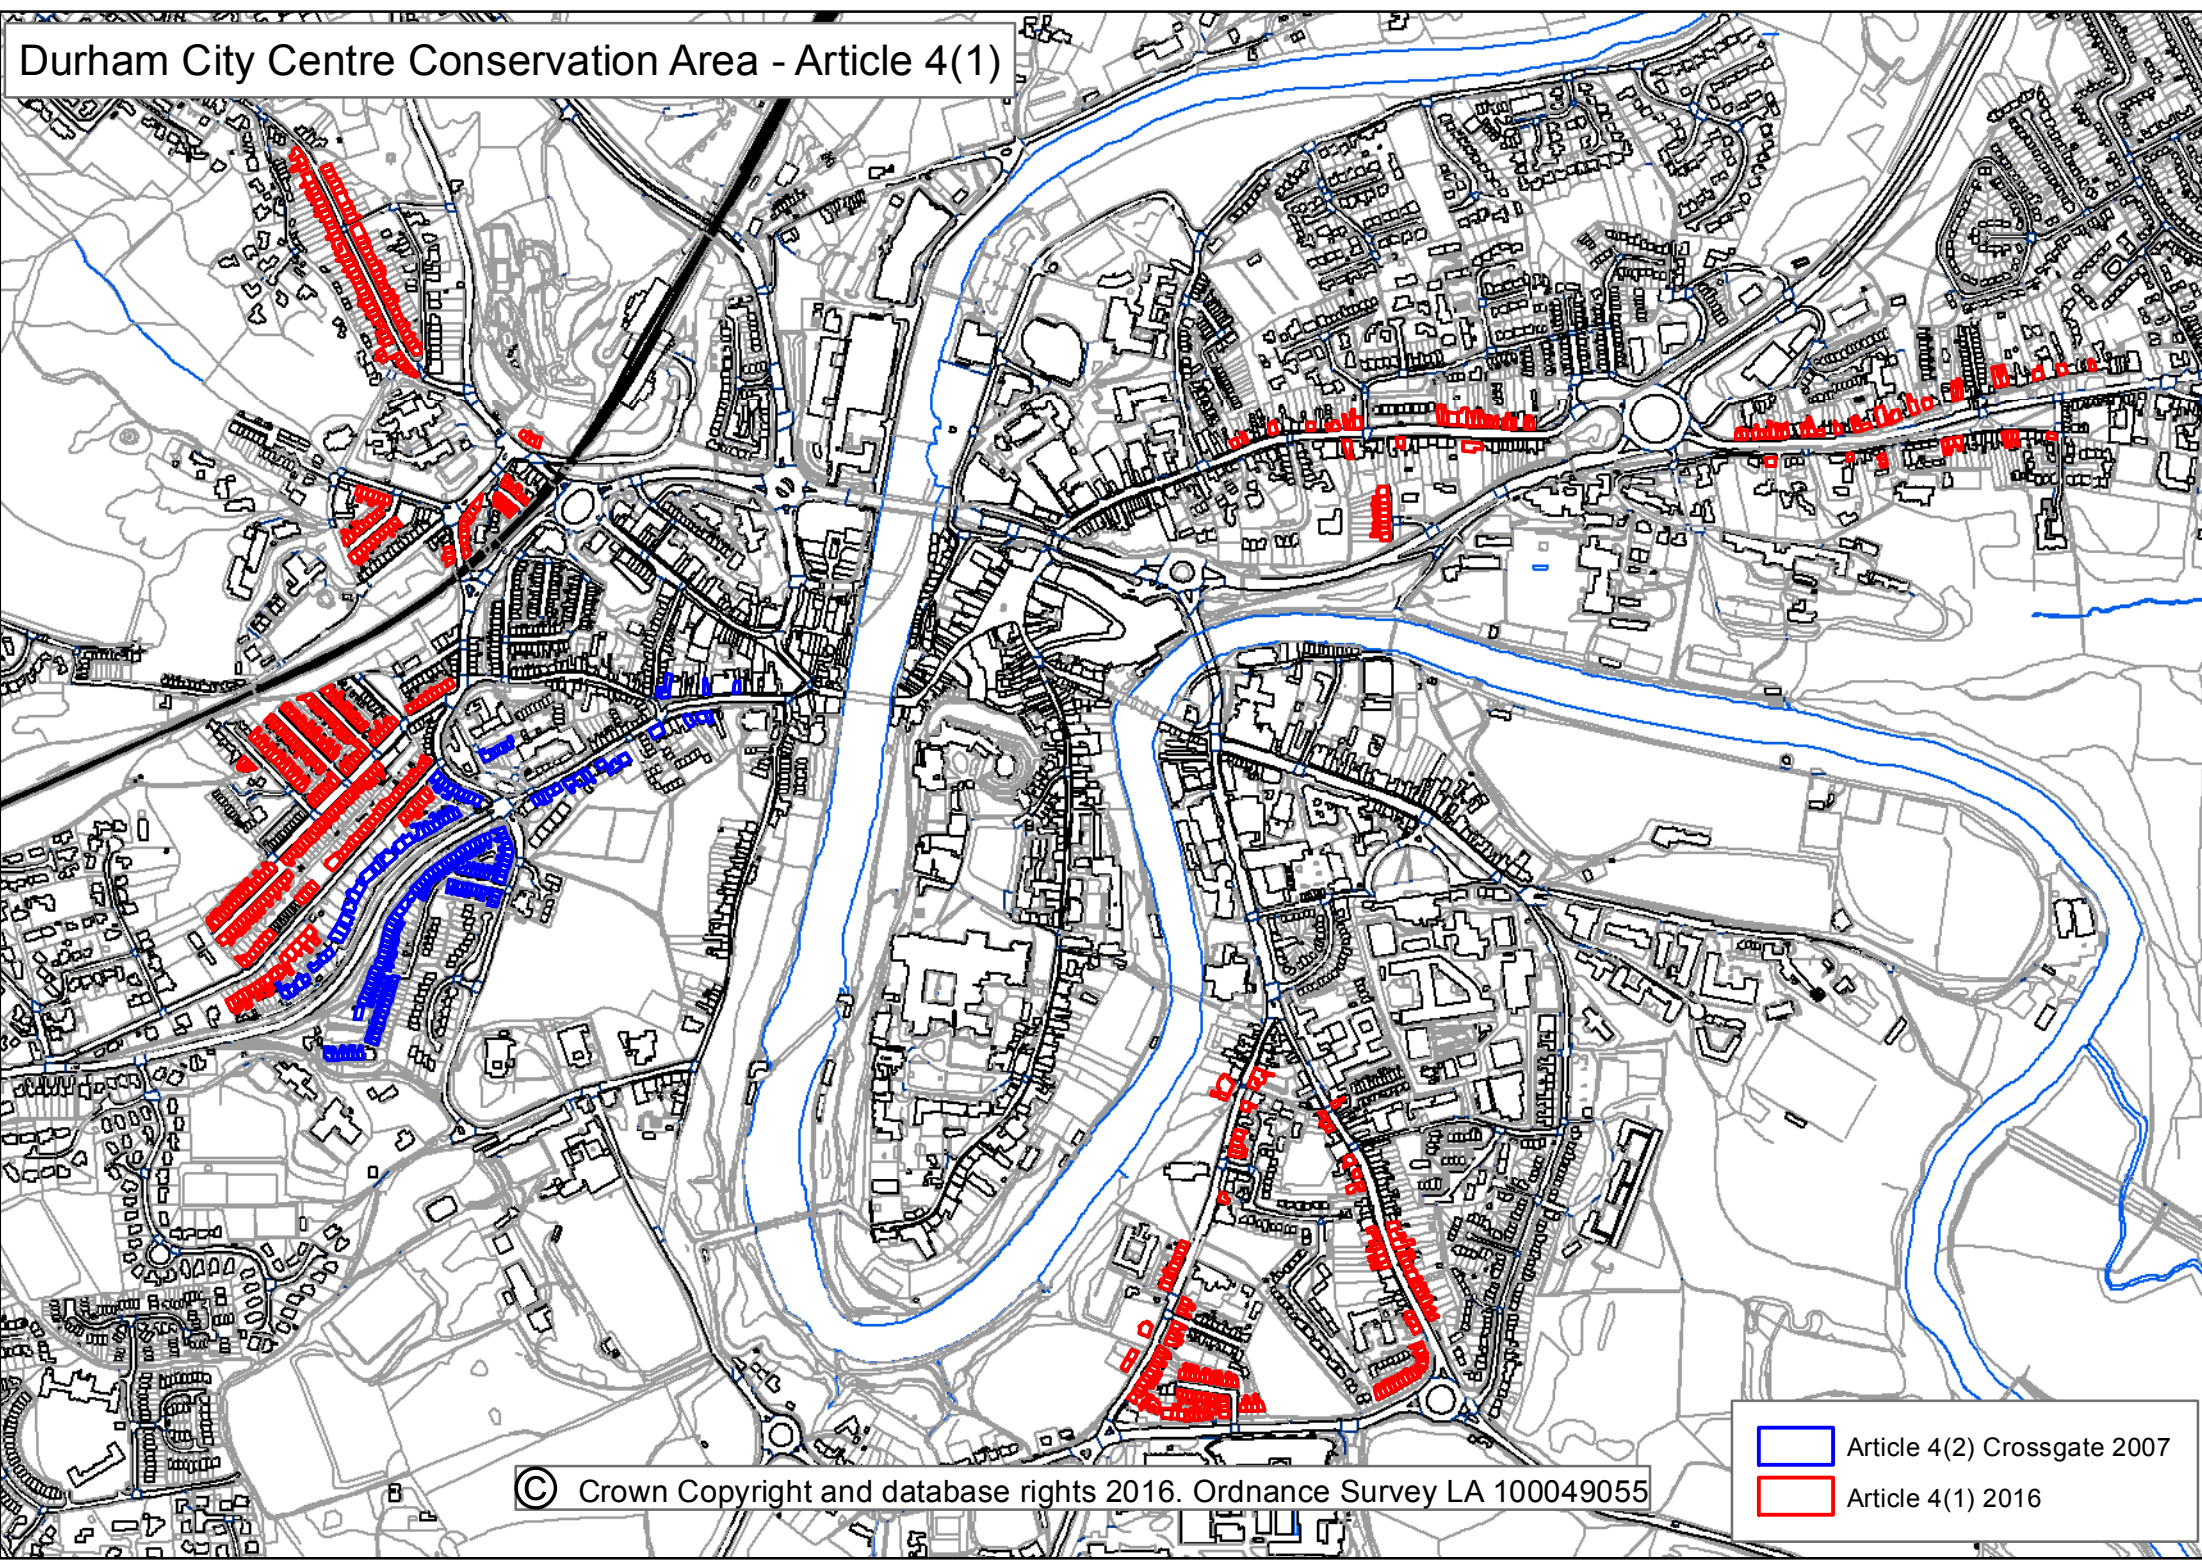 Durham City Centre Conservation Area - Article 4(1)
Article 4(2) Crossgate 2007
Article 4(1) 2016
© Crown Copyright and database rights 2016. Ordnance Survey LA 100049055